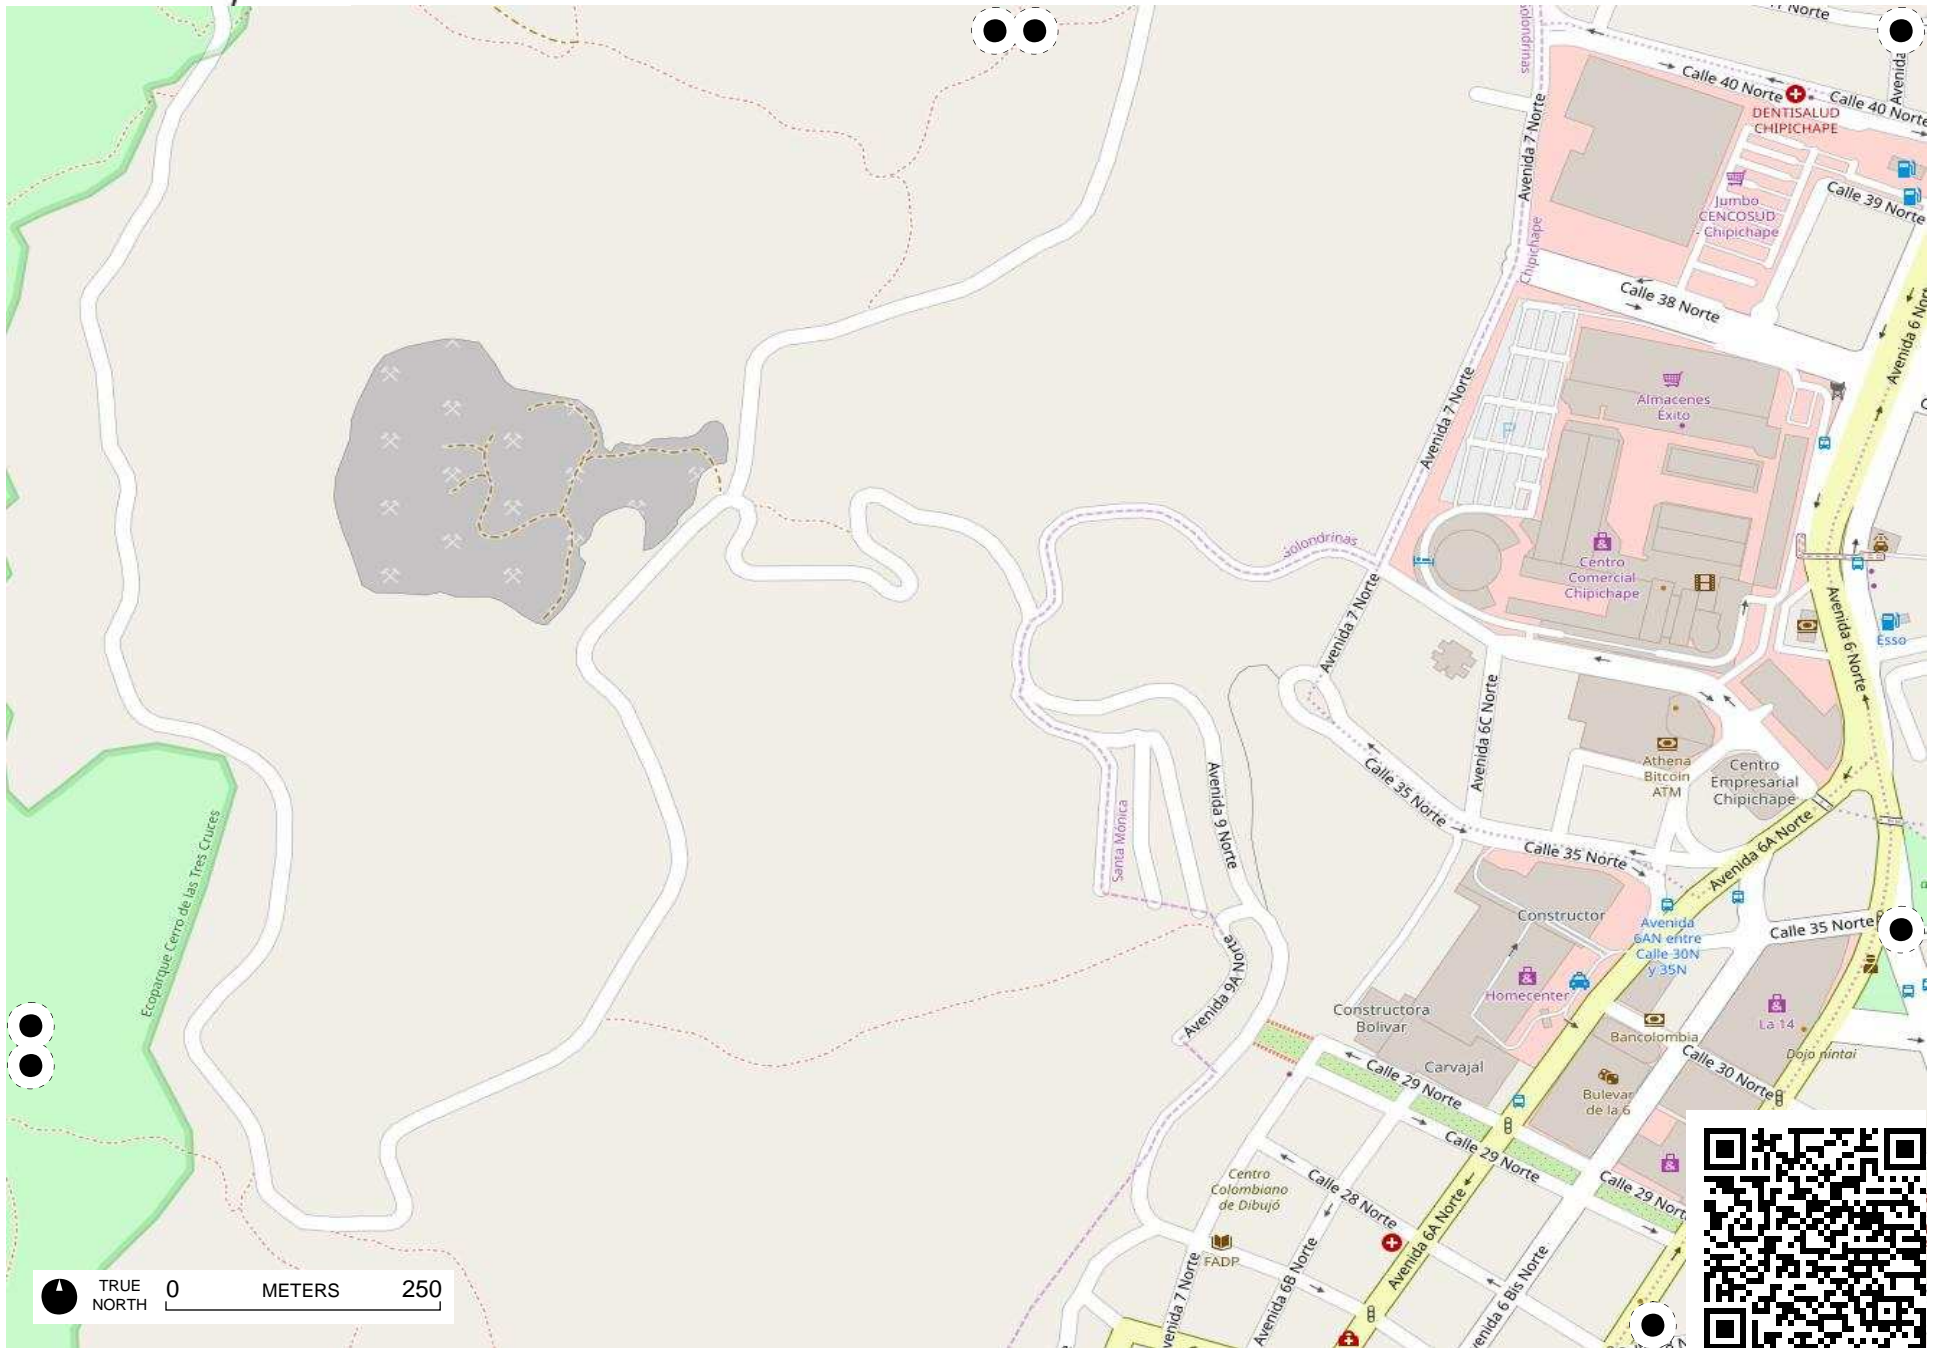 Norte
Avenida
Golondrinas
Calle 40 Norte
Calle 40 Norte
DENTISALUD
CHIPICHAPE
Avenida 7 Norte
Jumbo
CENCOSUD
- Chipichape
Calle 39 Norte
Chipichape
Calle 38 Norte
Avenida 6 Norte
Avenida 7 Norte
Almacenes
Éxito
P
Golondrinas
Centro
Comercial
Chipichape
Avenida 7 Norte
Avenida 6 Norte
Esso
Avenida 6C Norte
Athena
Bitcoin
ATM
Centro
Empresarial
Chipichape
Calle 35 Norte
Avenida 9 Norte
Santa Mónica
Calle 35 Norte
Avenida 6A Norte
Ecoparque Cerro de las Tres Cruces
Constructor
Avenida
6AN entre
Calle 30N
y 35N
Calle 35 Norte
Avenida 9A Norte
Homecenter
Constructora
Bolivar
La 14
Bancolombia
Dojo nintai
Carvajal
Calle 29 Norte
Calle 30 Norte
Bulevar
de la 6
Calle 29 Norte
Centro
Colombiano
de Dibujó
Calle 28 Norte
Calle 29 Norte
Avenida 6A Norte
FADP
Avenida 7 Norte
Avenida 6B Norte
Avenida 6 Bis Norte
TRUE
NORTH
0 METERS 250